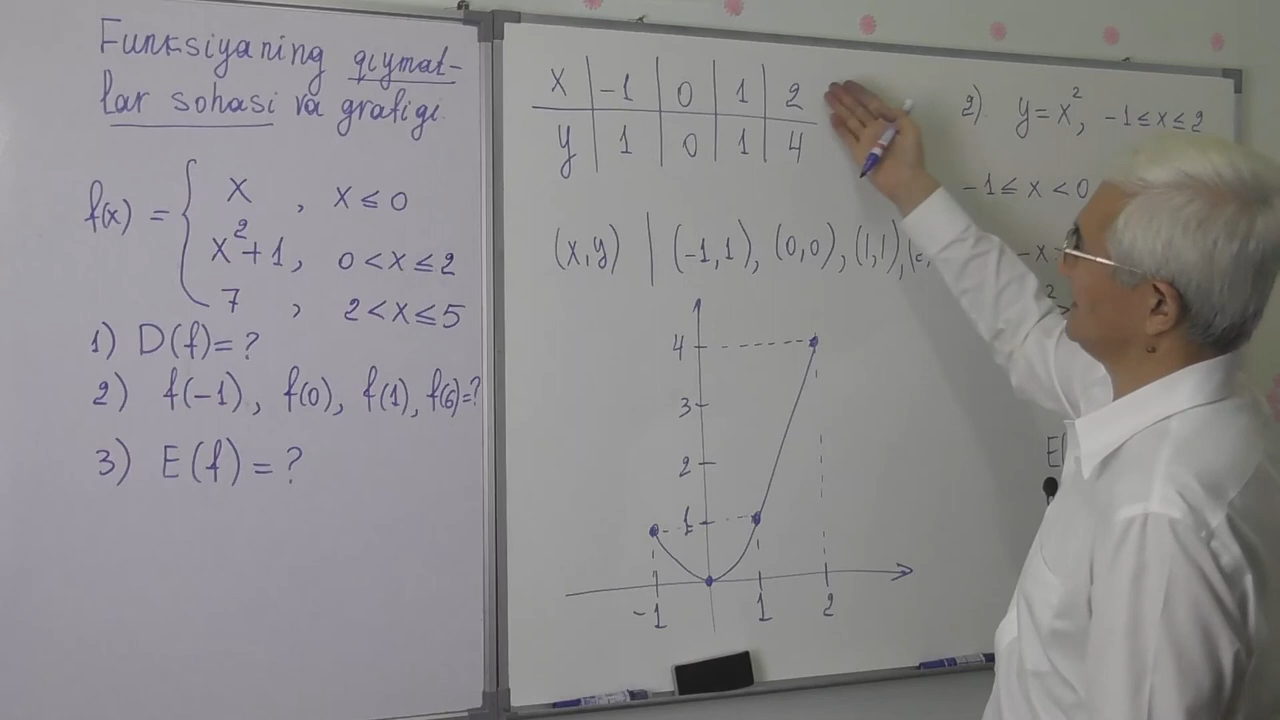 Funksiyaning qiymat-
lar sohasi va grafigi.
f(x) = { x , x ≤ 0
x²+1, 0 < x ≤ 2
7 , 2 < x ≤ 5
1) D(f)= ?
2) f(-1), f(0), f(1), f(6)=?
3) E(f) = ?
x | -1 | 0 | 1 | 2
y | 1 | 0 | 1 | 4
(x,y) | (-1,1), (0,0), (1,1),
4
3
2
1
-1 1 2
2). y=x², -1≤x≤2
-1 ≤ x < 0